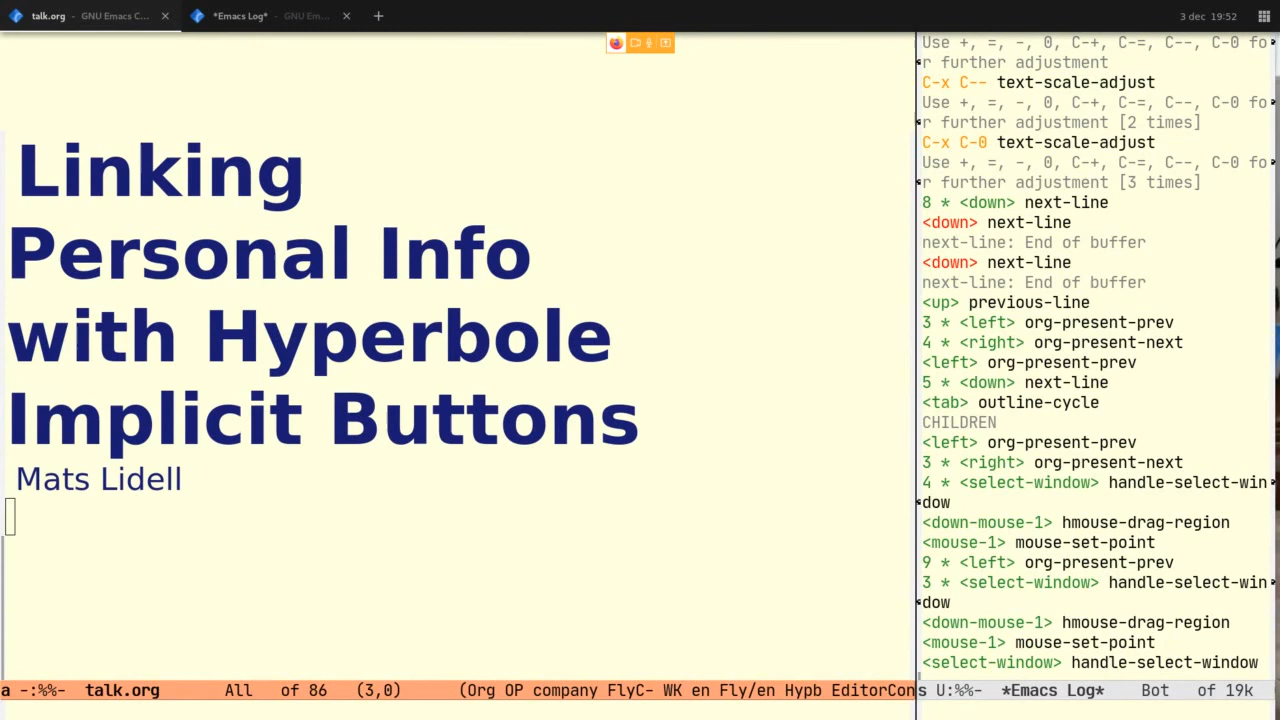 talk.org - GNU Emacs C...
*Emacs Log* - GNU Em...
3 dec 19:52
Linking
Personal Info
with Hyperbole
Implicit Buttons
Mats Lidell
a -:%%- talk.org All of 86 (3,0) (Org OP company FlyC- WK en Fly/en Hypb EditorCon
Use +, =, -, 0, C-+, C-=, C--, C-0 fo
r further adjustment
C-x C-- text-scale-adjust
Use +, =, -, 0, C-+, C-=, C--, C-0 fo
r further adjustment [2 times]
C-x C-0 text-scale-adjust
Use +, =, -, 0, C-+, C-=, C--, C-0 fo
r further adjustment [3 times]
8 * <down> next-line
<down> next-line
next-line: End of buffer
<down> next-line
next-line: End of buffer
<up> previous-line
3 * <left> org-present-prev
4 * <right> org-present-next
<left> org-present-prev
5 * <down> next-line
<tab> outline-cycle
CHILDREN
<left> org-present-prev
3 * <right> org-present-next
4 * <select-window> handle-select-win
dow
<down-mouse-1> hmouse-drag-region
<mouse-1> mouse-set-point
9 * <left> org-present-prev
3 * <select-window> handle-select-win
dow
<down-mouse-1> hmouse-drag-region
<mouse-1> mouse-set-point
<select-window> handle-select-window
s U:%%- *Emacs Log* Bot of 19k